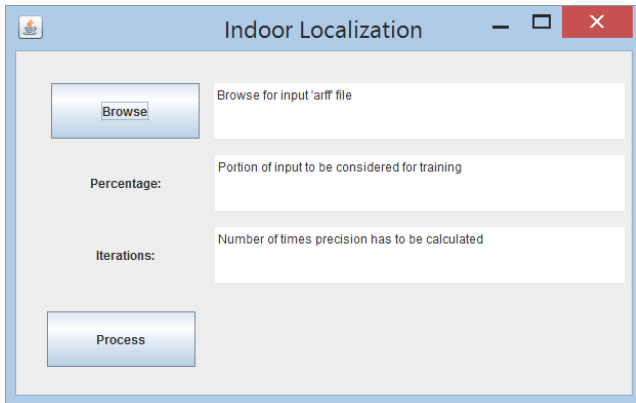 Indoor Localization
Browse
Browse for input 'arff' file
Percentage:
Portion of input to be considered for training
Iterations:
Number of times precision has to be calculated
Process